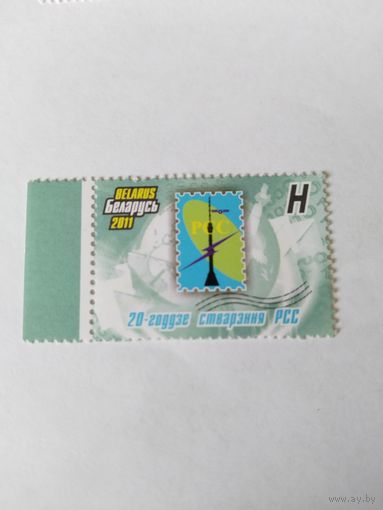 BELARUS
Беларусь
2011
H
РСС
20-годдзе стварэння РСС
www.ay.by